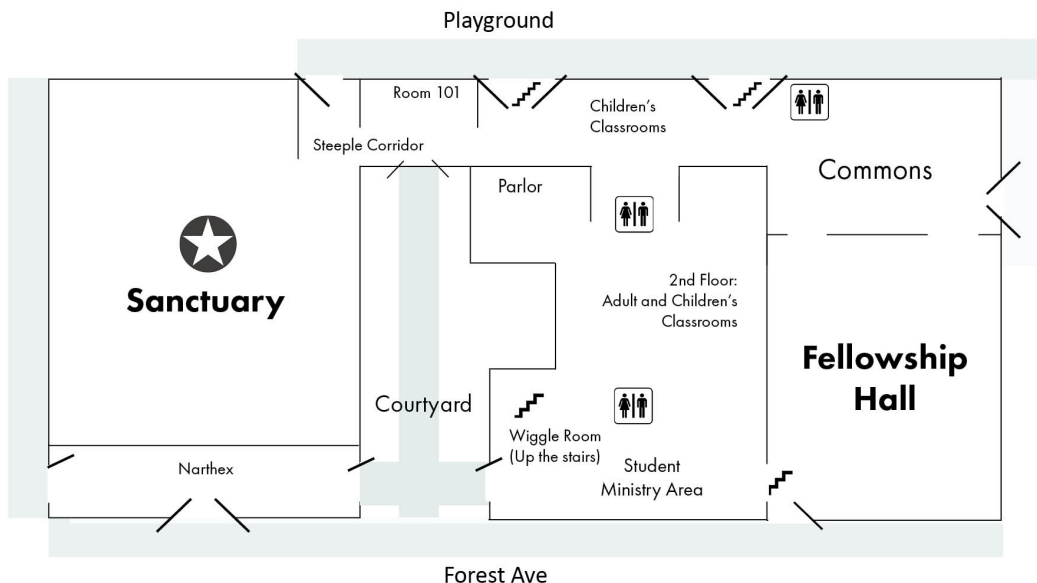 Playground
Room 101
Children's
Classrooms
Steeple Corridor
Parlor
Commons
Sanctuary
2nd Floor:
Adult and Children's
Classrooms
Fellowship
Hall
Courtyard
Wiggle Room
(Up the stairs)
Narthex
Student
Ministry Area
Forest Ave